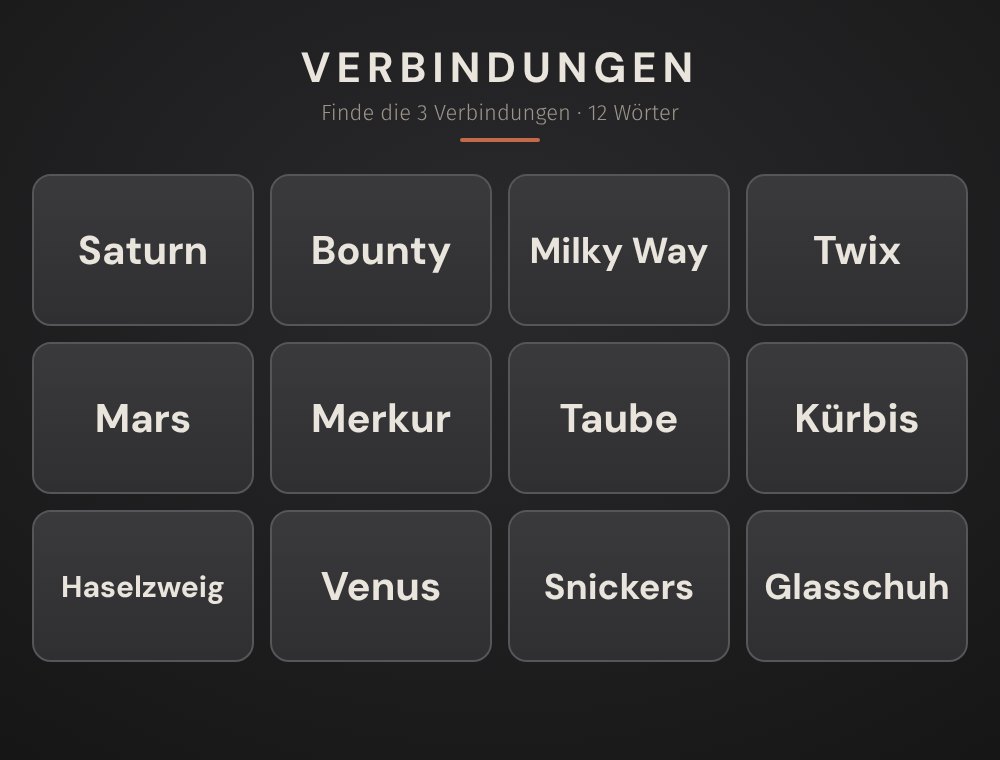 VERBINDUNGEN
Finde die 3 Verbindungen · 12 Wörter
Saturn Bounty Milky Way Twix
Mars Merkur Taube Kürbis
Haselzweig Venus Snickers Glasschuh